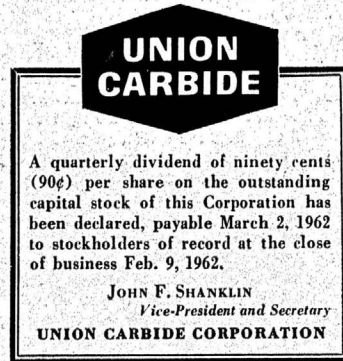 UNION
CARBIDE
A quarterly dividend of ninety cents
(90¢) per share on the outstanding
capital stock of this Corporation has
been declared, payable March 2, 1962
to stockholders of record at the close
of business Feb. 9, 1962.
JOHN F. SHANKLIN
Vice-President and Secretary
UNION CARBIDE CORPORATION